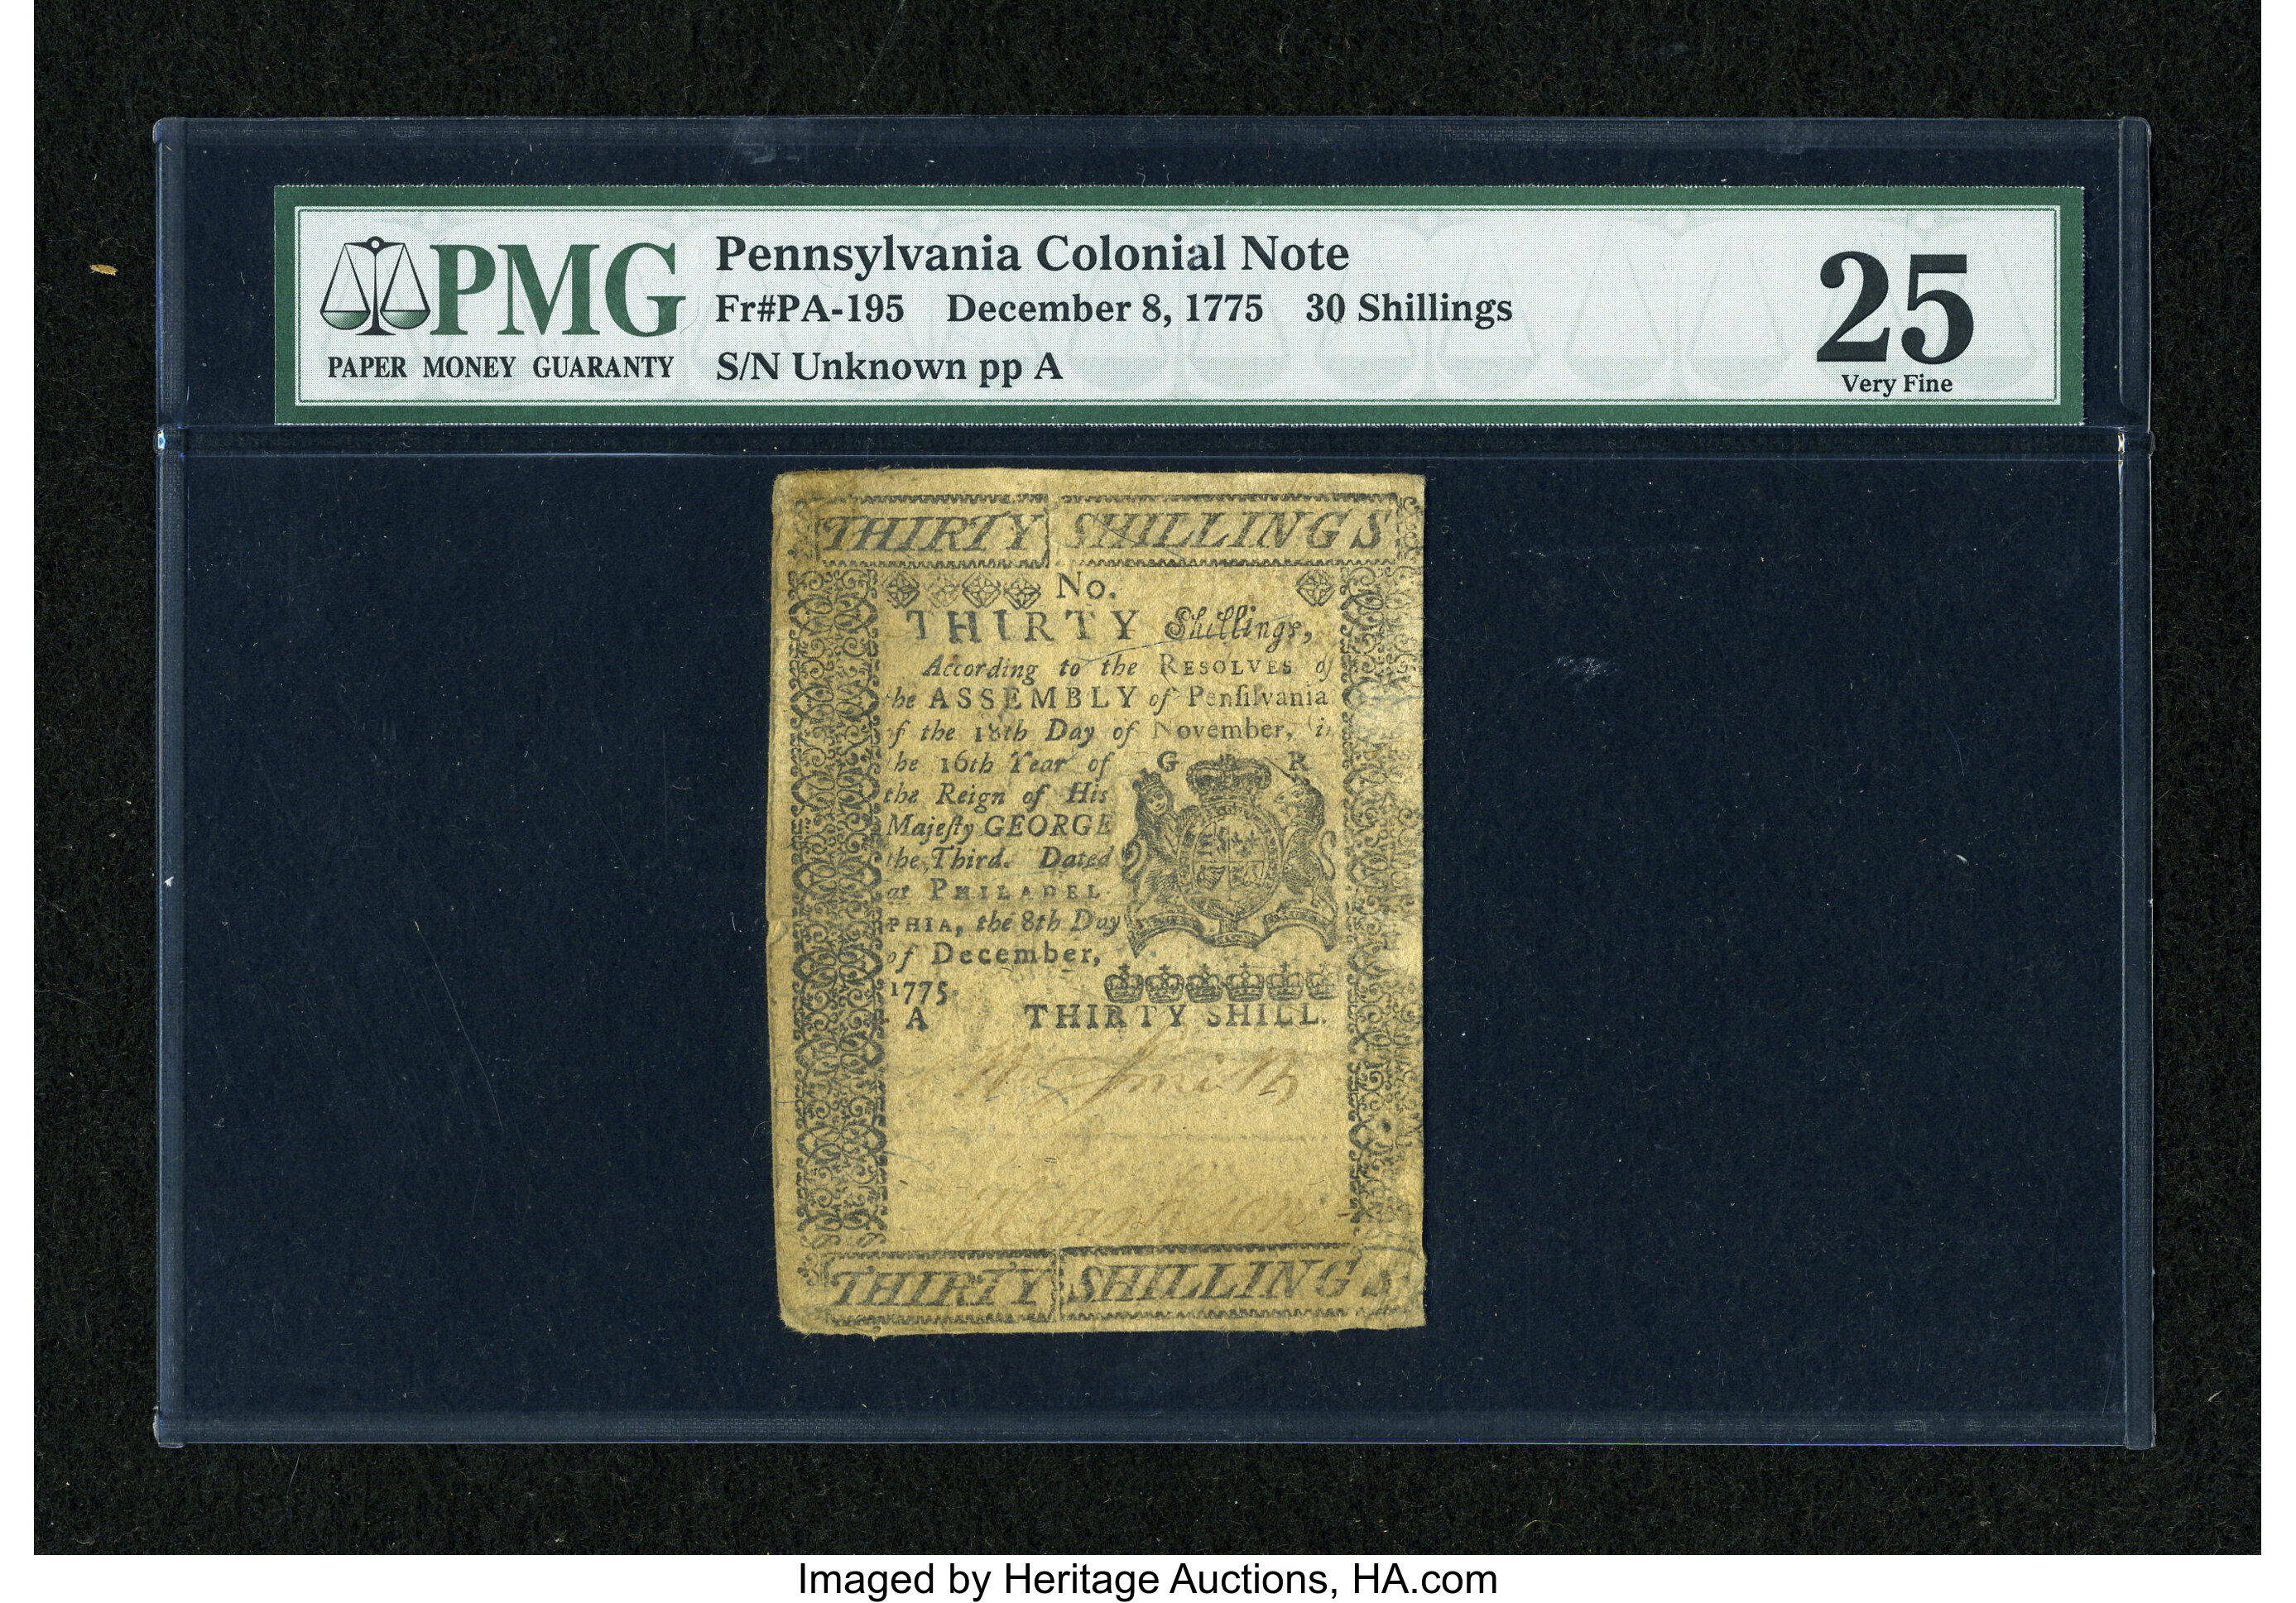 PMG
PAPER MONEY GUARANTY
Pennsylvania Colonial Note
Fr#PA-195 December 8, 1775 30 Shillings
S/N Unknown pp A
25
Very Fine
THIRTY SHILLINGS
No.
THIRTY Shillings,
According to the RESOLVES of
the ASSEMBLY of Penſilvania
of the 18th Day of November, in
the 16th Year of
G R
the Reign of His
Majeſty GEORGE
the Third. Dated
at PHILADEL-
PHIA, the 8th Day
of December,
1775.
A THIRTY SHILL.
THIRTY SHILLINGS
Imaged by Heritage Auctions, HA.com